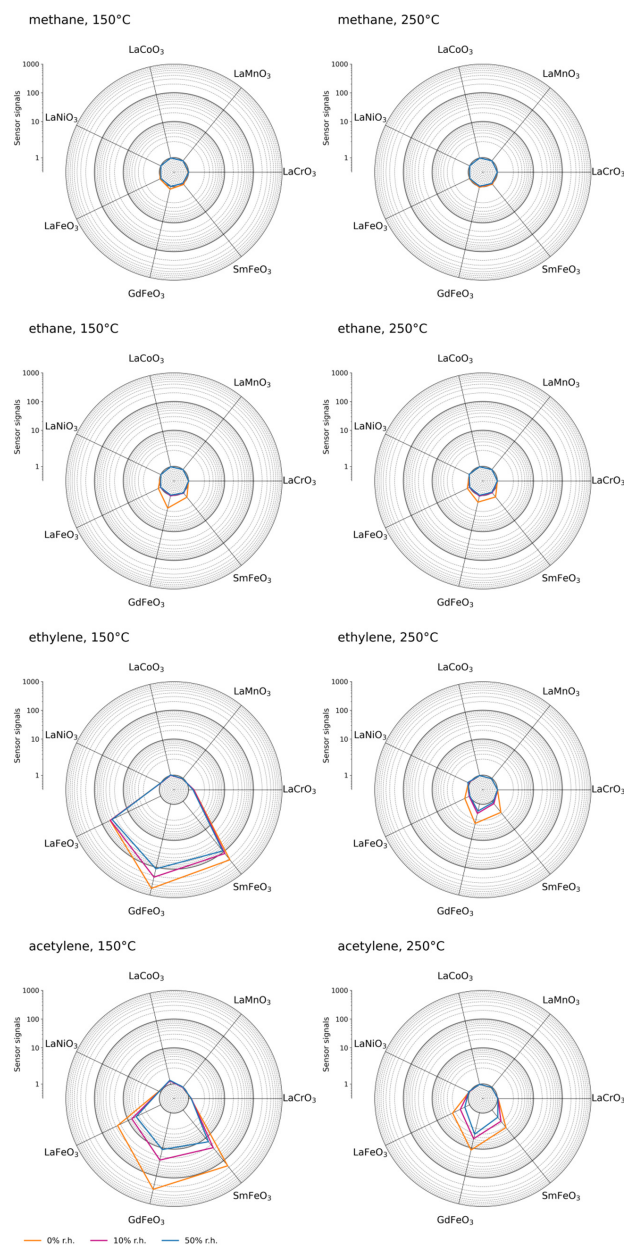 methane, 150°C
methane, 250°C
LaCoO3
LaMnO3
LaNiO3
LaCrO3
LaFeO3
SmFeO3
GdFeO3
1000
100
10
1
Sensor signals
LaCoO3
LaMnO3
LaNiO3
LaCrO3
LaFeO3
SmFeO3
GdFeO3
1000
100
10
1
Sensor signals
ethane, 150°C
ethane, 250°C
LaCoO3
LaMnO3
LaNiO3
LaCrO3
LaFeO3
SmFeO3
GdFeO3
1000
100
10
1
Sensor signals
LaCoO3
LaMnO3
LaNiO3
LaCrO3
LaFeO3
SmFeO3
GdFeO3
1000
100
10
1
Sensor signals
ethylene, 150°C
ethylene, 250°C
LaCoO3
LaMnO3
LaNiO3
LaCrO3
LaFeO3
SmFeO3
GdFeO3
1000
100
10
1
Sensor signals
LaCoO3
LaMnO3
LaNiO3
LaCrO3
LaFeO3
SmFeO3
GdFeO3
1000
100
10
1
Sensor signals
acetylene, 150°C
acetylene, 250°C
LaCoO3
LaMnO3
LaNiO3
LaCrO3
LaFeO3
SmFeO3
GdFeO3
1000
100
10
1
Sensor signals
LaCoO3
LaMnO3
LaNiO3
LaCrO3
LaFeO3
SmFeO3
GdFeO3
1000
100
10
1
Sensor signals
0% r.h.
10% r.h.
50% r.h.